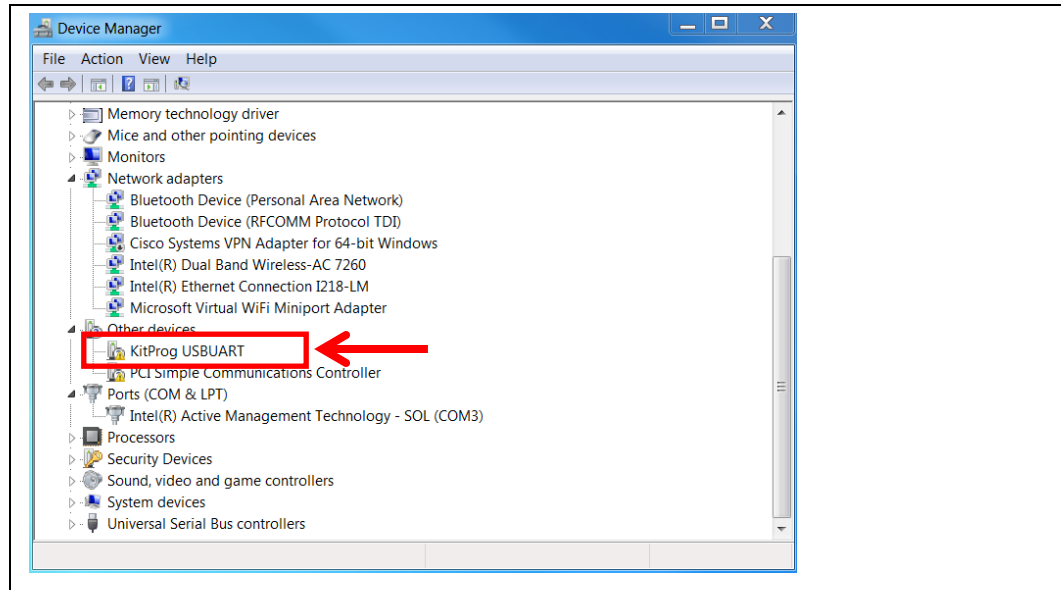 Device Manager
File Action View Help
Memory technology driver
Mice and other pointing devices
Monitors
Network adapters
Bluetooth Device (Personal Area Network)
Bluetooth Device (RFCOMM Protocol TDI)
Cisco Systems VPN Adapter for 64-bit Windows
Intel(R) Dual Band Wireless-AC 7260
Intel(R) Ethernet Connection I218-LM
Microsoft Virtual WiFi Miniport Adapter
Other devices
KitProg USBUART
PCI Simple Communications Controller
Ports (COM & LPT)
Intel(R) Active Management Technology - SOL (COM3)
Processors
Security Devices
Sound, video and game controllers
System devices
Universal Serial Bus controllers